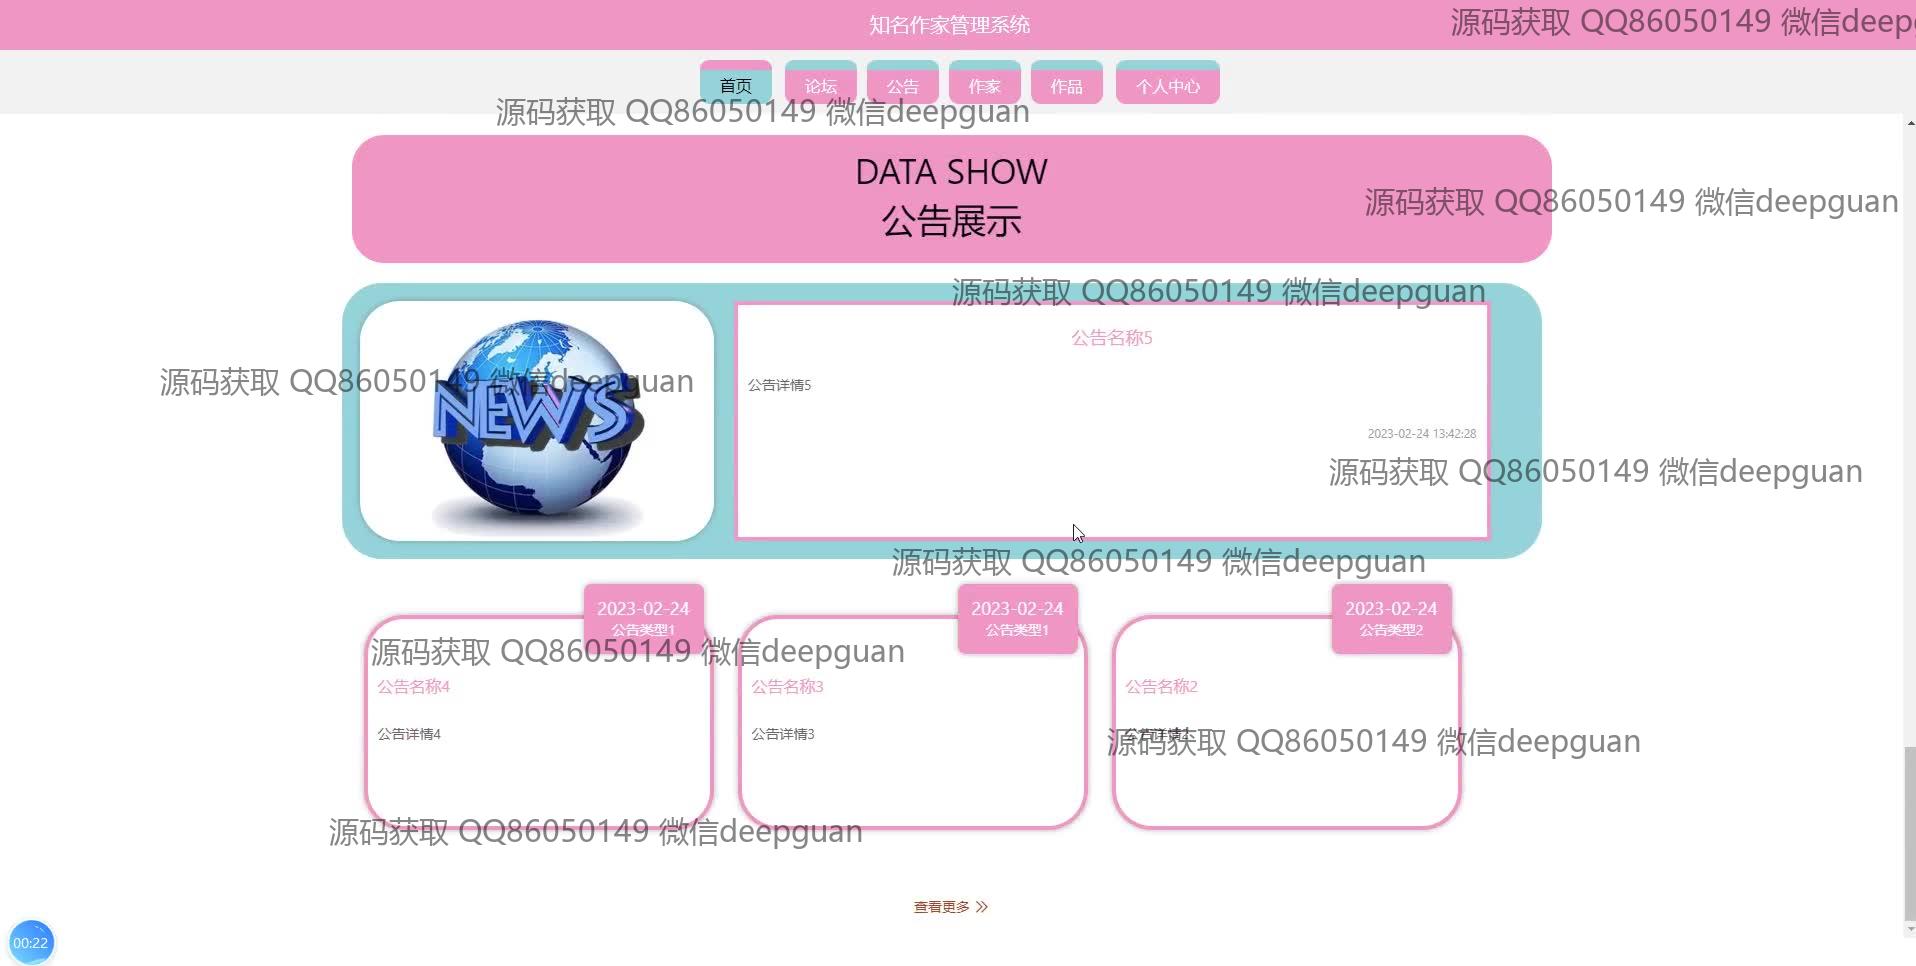 知名作家管理系统
源码获取 QQ86050149 微信deepg
首页 论坛 公告 作家 作品 个人中心
源码获取 QQ86050149 微信deepguan
DATA SHOW
公告展示
源码获取 QQ86050149 微信deepguan
源码获取 QQ86050149 微信deepguan
NEWS
公告名称5
源码获取 QQ86050149 微信deepguan
公告详情5
2023-02-24 13:42:28
源码获取 QQ86050149 微信deepguan
源码获取 QQ86050149 微信deepguan
2023-02-24
公告类型1
2023-02-24
公告类型1
2023-02-24
公告类型2
源码获取 QQ86050149 微信deepguan
公告名称4
公告名称3
公告名称2
公告详情4
公告详情3
公告详情2
源码获取 QQ86050149 微信deepguan
源码获取 QQ86050149 微信deepguan
查看更多
00:22